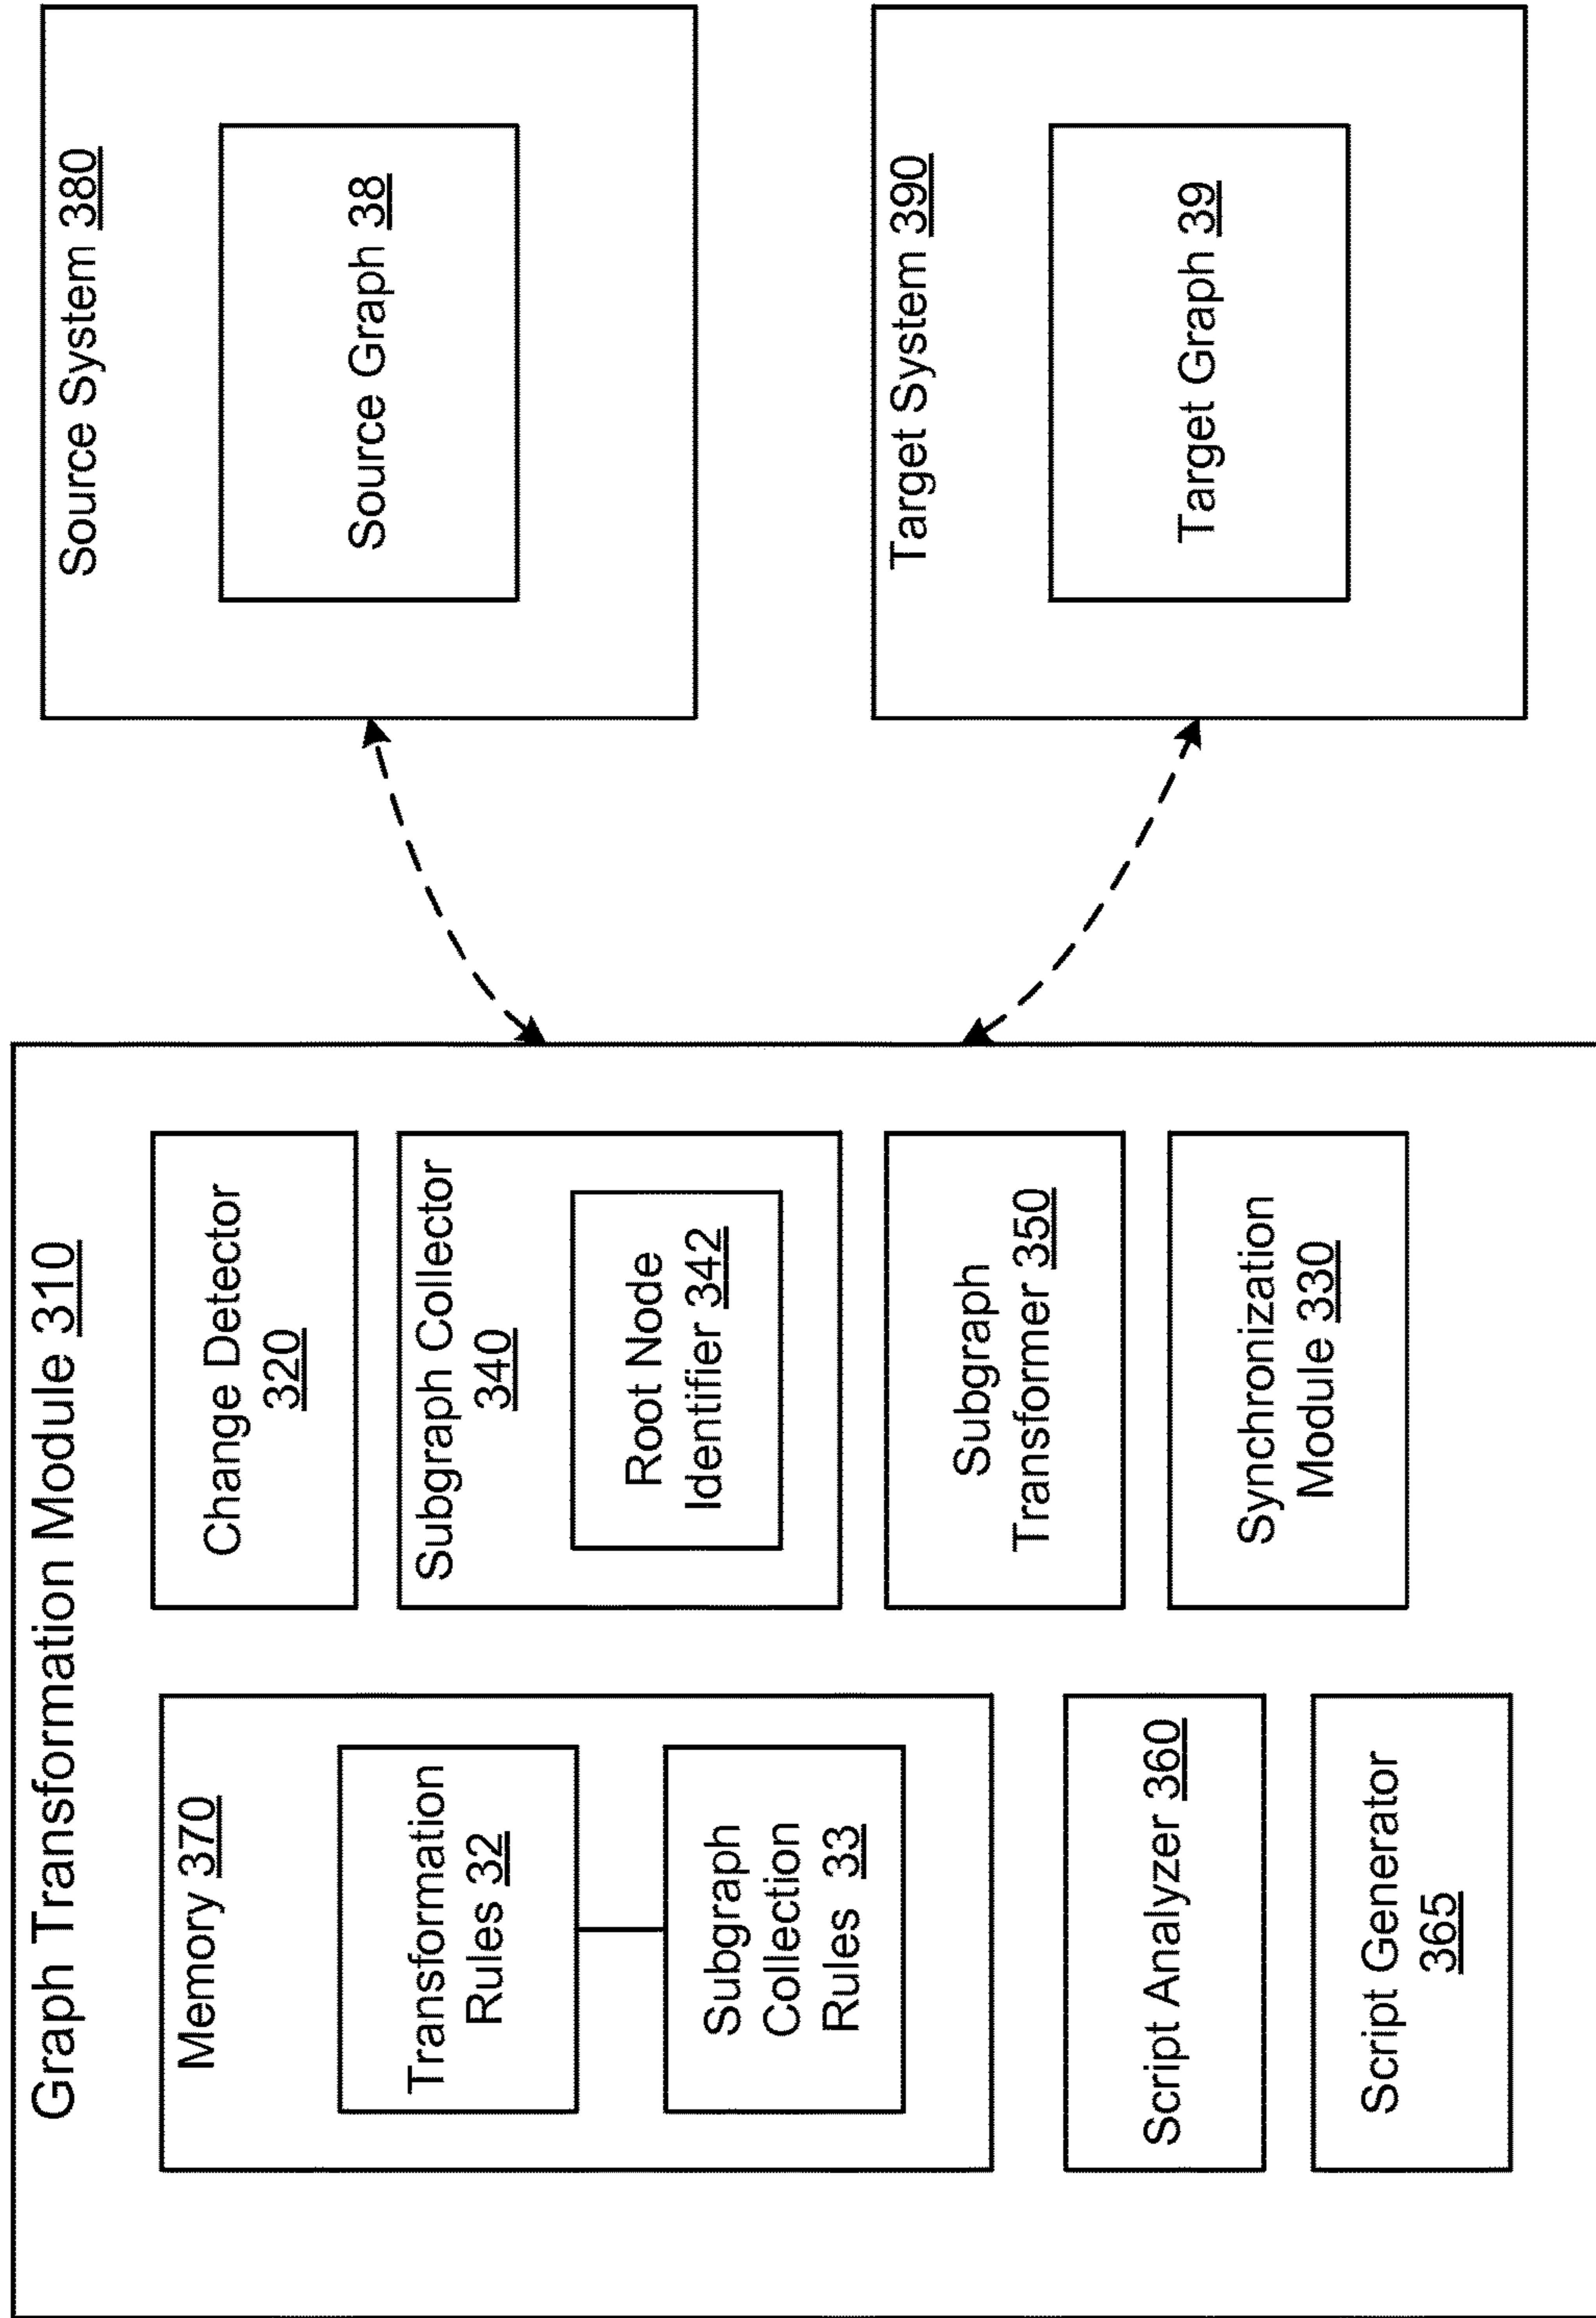 Graph Transformation Module 310
Memory 370
Transformation
Rules 32
Subgraph
Collection
Rules 33
Script Analyzer 360
Script Generator
365
Change Detector
320
Subgraph Collector
340
Root Node
Identifier 342
Subgraph
Transformer 350
Synchronization
Module 330
Source System 380
Source Graph 38
Target System 390
Target Graph 39